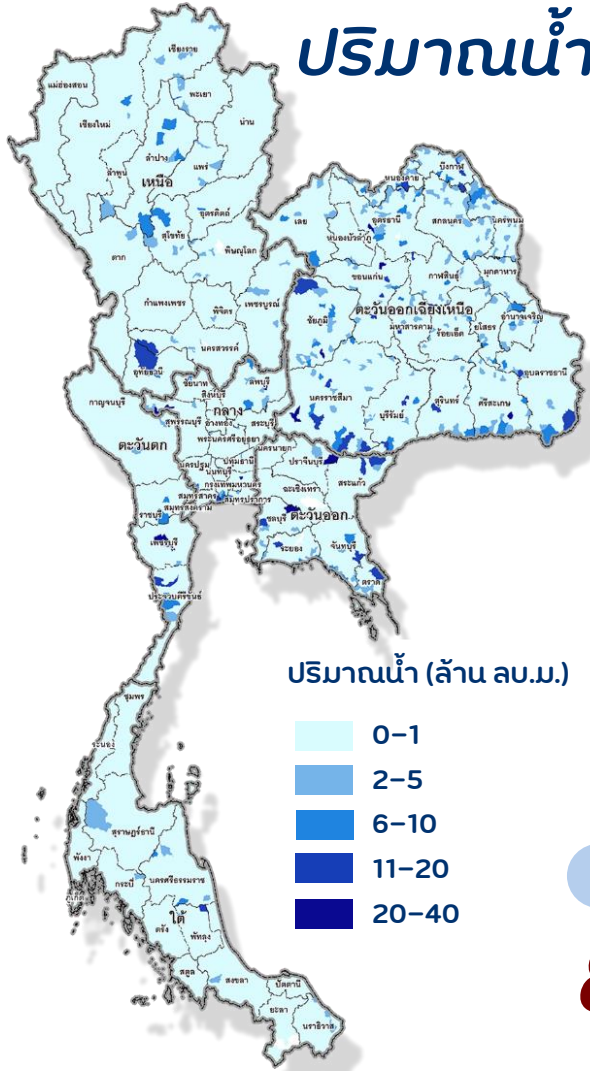 ปริมาณน้ำ
เชียงราย
แม่ฮ่องสอน
พะเยา
เชียงใหม่
น่าน
ลำปาง
ลำพูน
แพร่
เหนือ
อุตรดิตถ์
สุโขทัย
ตาก
พิษณุโลก
กำแพงเพชร
พิจิตร
เพชรบูรณ์
นครสวรรค์
อุทัยธานี
บึงกาฬ
หนองคาย
เลย
อุดรธานี
สกลนคร
นครพนม
หนองบัวลำภู
ขอนแก่น
กาฬสินธุ์
มุกดาหาร
ตะวันออกเฉียงเหนือ
ชัยภูมิ
มหาสารคาม
ร้อยเอ็ด
ยโสธร
อำนาจเจริญ
อุบลราชธานี
นครราชสีมา
บุรีรัมย์
สุรินทร์
ศรีสะเกษ
ชัยนาท
ลพบุรี
สิงห์บุรี
กลาง
กาญจนบุรี
สุพรรณบุรี
อ่างทอง
สระบุรี
พระนครศรีอยุธยา
ตะวันตก
นครนายก
ปทุมธานี
ปราจีนบุรี
นครปฐม
นนทบุรี
สระแก้ว
กรุงเทพมหานคร
ฉะเชิงเทรา
สมุทรสาคร
สมุทรปราการ
ราชบุรี
สมุทรสงคราม
ชลบุรี
ตะวันออก
เพชรบุรี
ระยอง
จันทบุรี
ตราด
ประจวบคีรีขันธ์
ชุมพร
ระนอง
สุราษฎร์ธานี
พังงา
กระบี่
นครศรีธรรมราช
ภูเก็ต
ใต้
ตรัง
พัทลุง
สตูล
สงขลา
ปัตตานี
ยะลา
นราธิวาส
ปริมาณน้ำ (ล้าน ลบ.ม.)
0–1
2–5
6–10
11–20
20–40